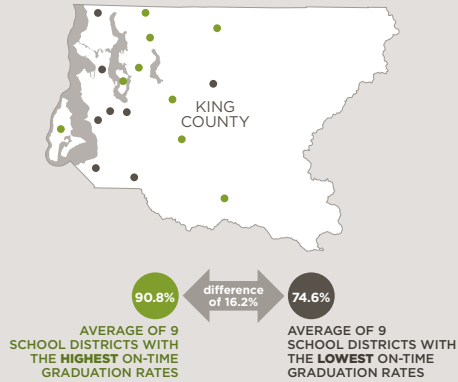 KING
COUNTY
90.8%
difference
of 16.2%
74.6%
AVERAGE OF 9
SCHOOL DISTRICTS WITH
THE HIGHEST ON-TIME
GRADUATION RATES
AVERAGE OF 9
SCHOOL DISTRICTS WITH
THE LOWEST ON-TIME
GRADUATION RATES